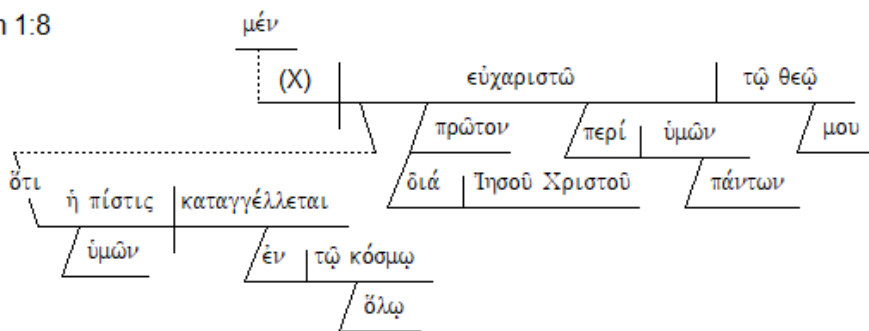 m 1:8
μέν
(X) εὐχαριστῶ τῷ θεῷ
πρῶτον περί ὑμῶν μου
ὅτι ἡ πίστις καταγγέλλεται διά Ἰησοῦ Χριστοῦ πάντων
ὑμῶν ἐν τῷ κόσμῳ
ὅλῳ